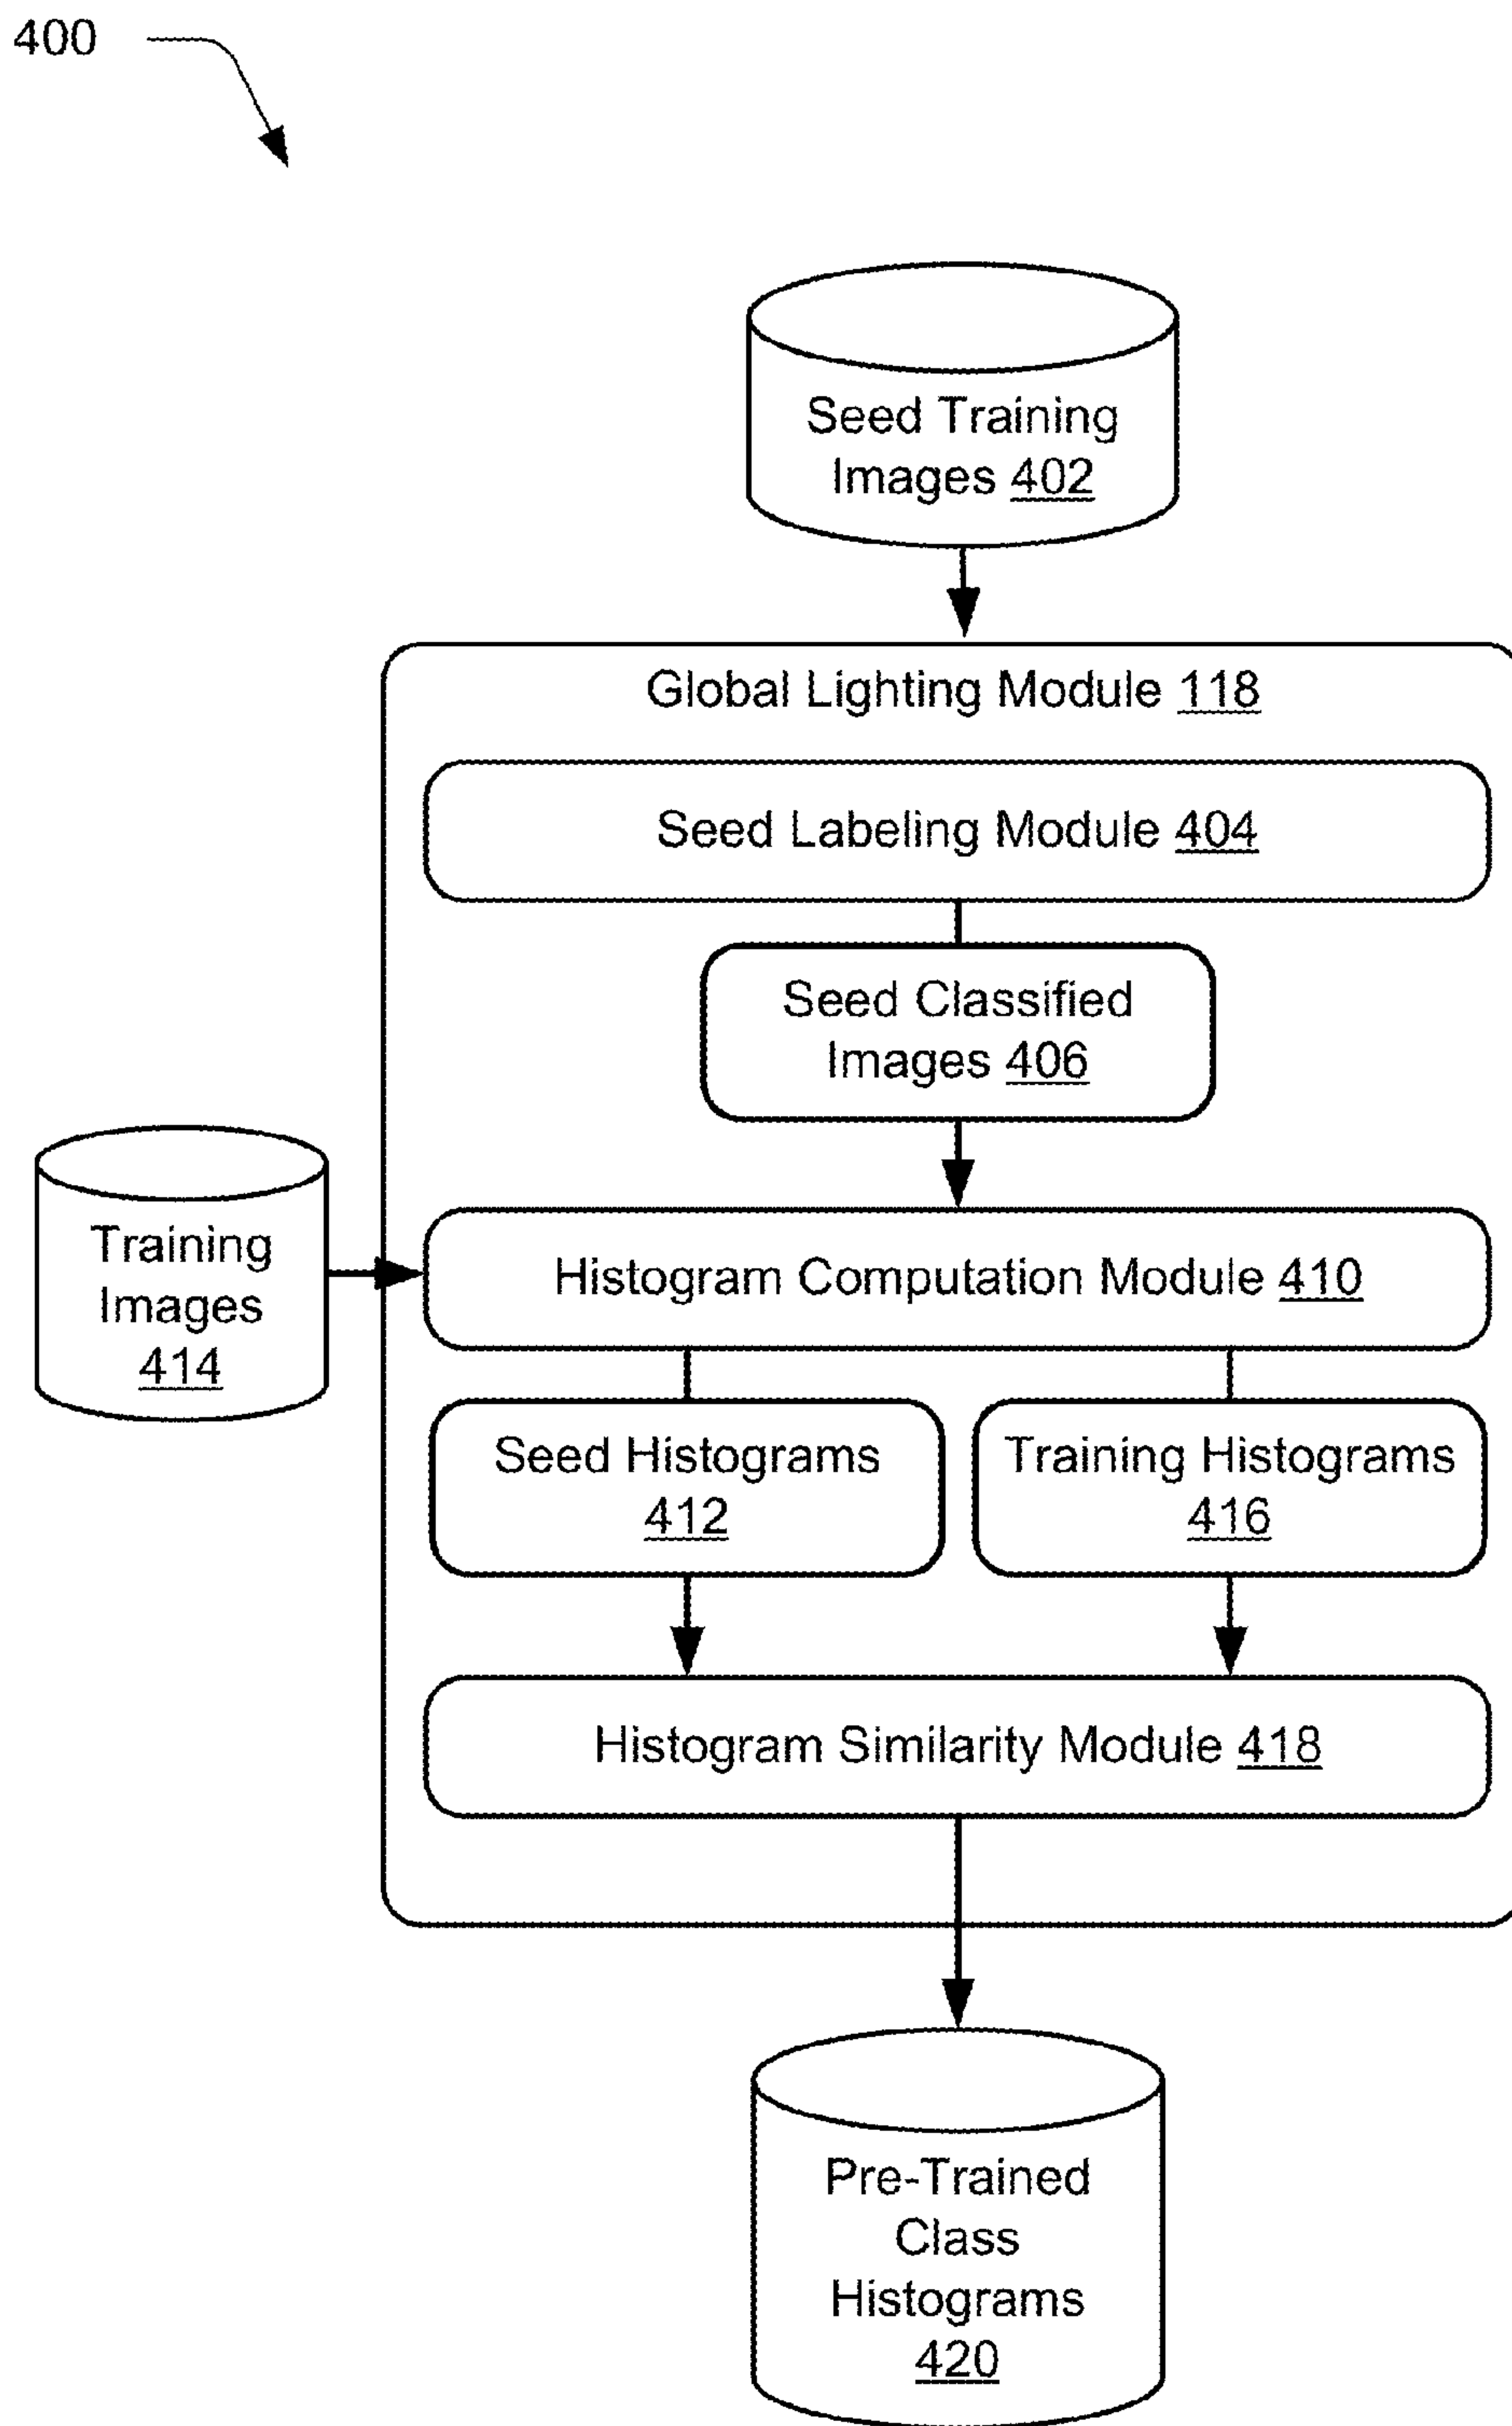 400
Seed Training
Images 402
Global Lighting Module 118
Seed Labeling Module 404
Seed Classified
Images 406
Training
Images
414
Histogram Computation Module 410
Seed Histograms
412
Training Histograms
416
Histogram Similarity Module 418
Pre-Trained
Class
Histograms
420